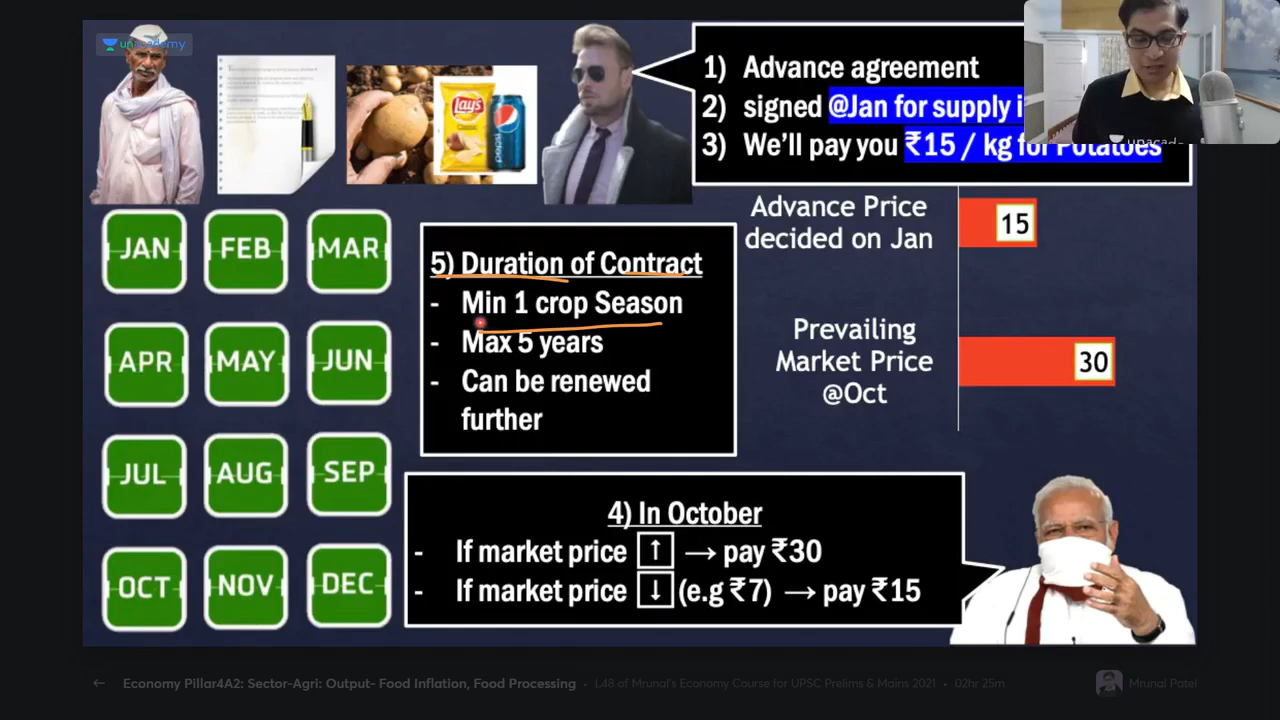 unacademy
Lays
pepsi
1) Advance agreement
2) signed @Jan for supply i
3) We'll pay you ₹15 / kg for Potatoes
JAN FEB MAR
APR MAY JUN
JUL AUG SEP
OCT NOV DEC
5) Duration of Contract
- Min 1 crop Season
- Max 5 years
- Can be renewed
further
Advance Price
decided on Jan
15
Prevailing
Market Price
@Oct
30
4) In October
- If market price ↑ → pay ₹30
- If market price ↓ (e.g ₹7) → pay ₹15
← Economy Pillar4A2: Sector-Agri: Output- Food Inflation, Food Processing • L48 of Mrunal's Economy Course for UPSC Prelims & Mains 2021 • 02hr 25m
Mrunal Patel